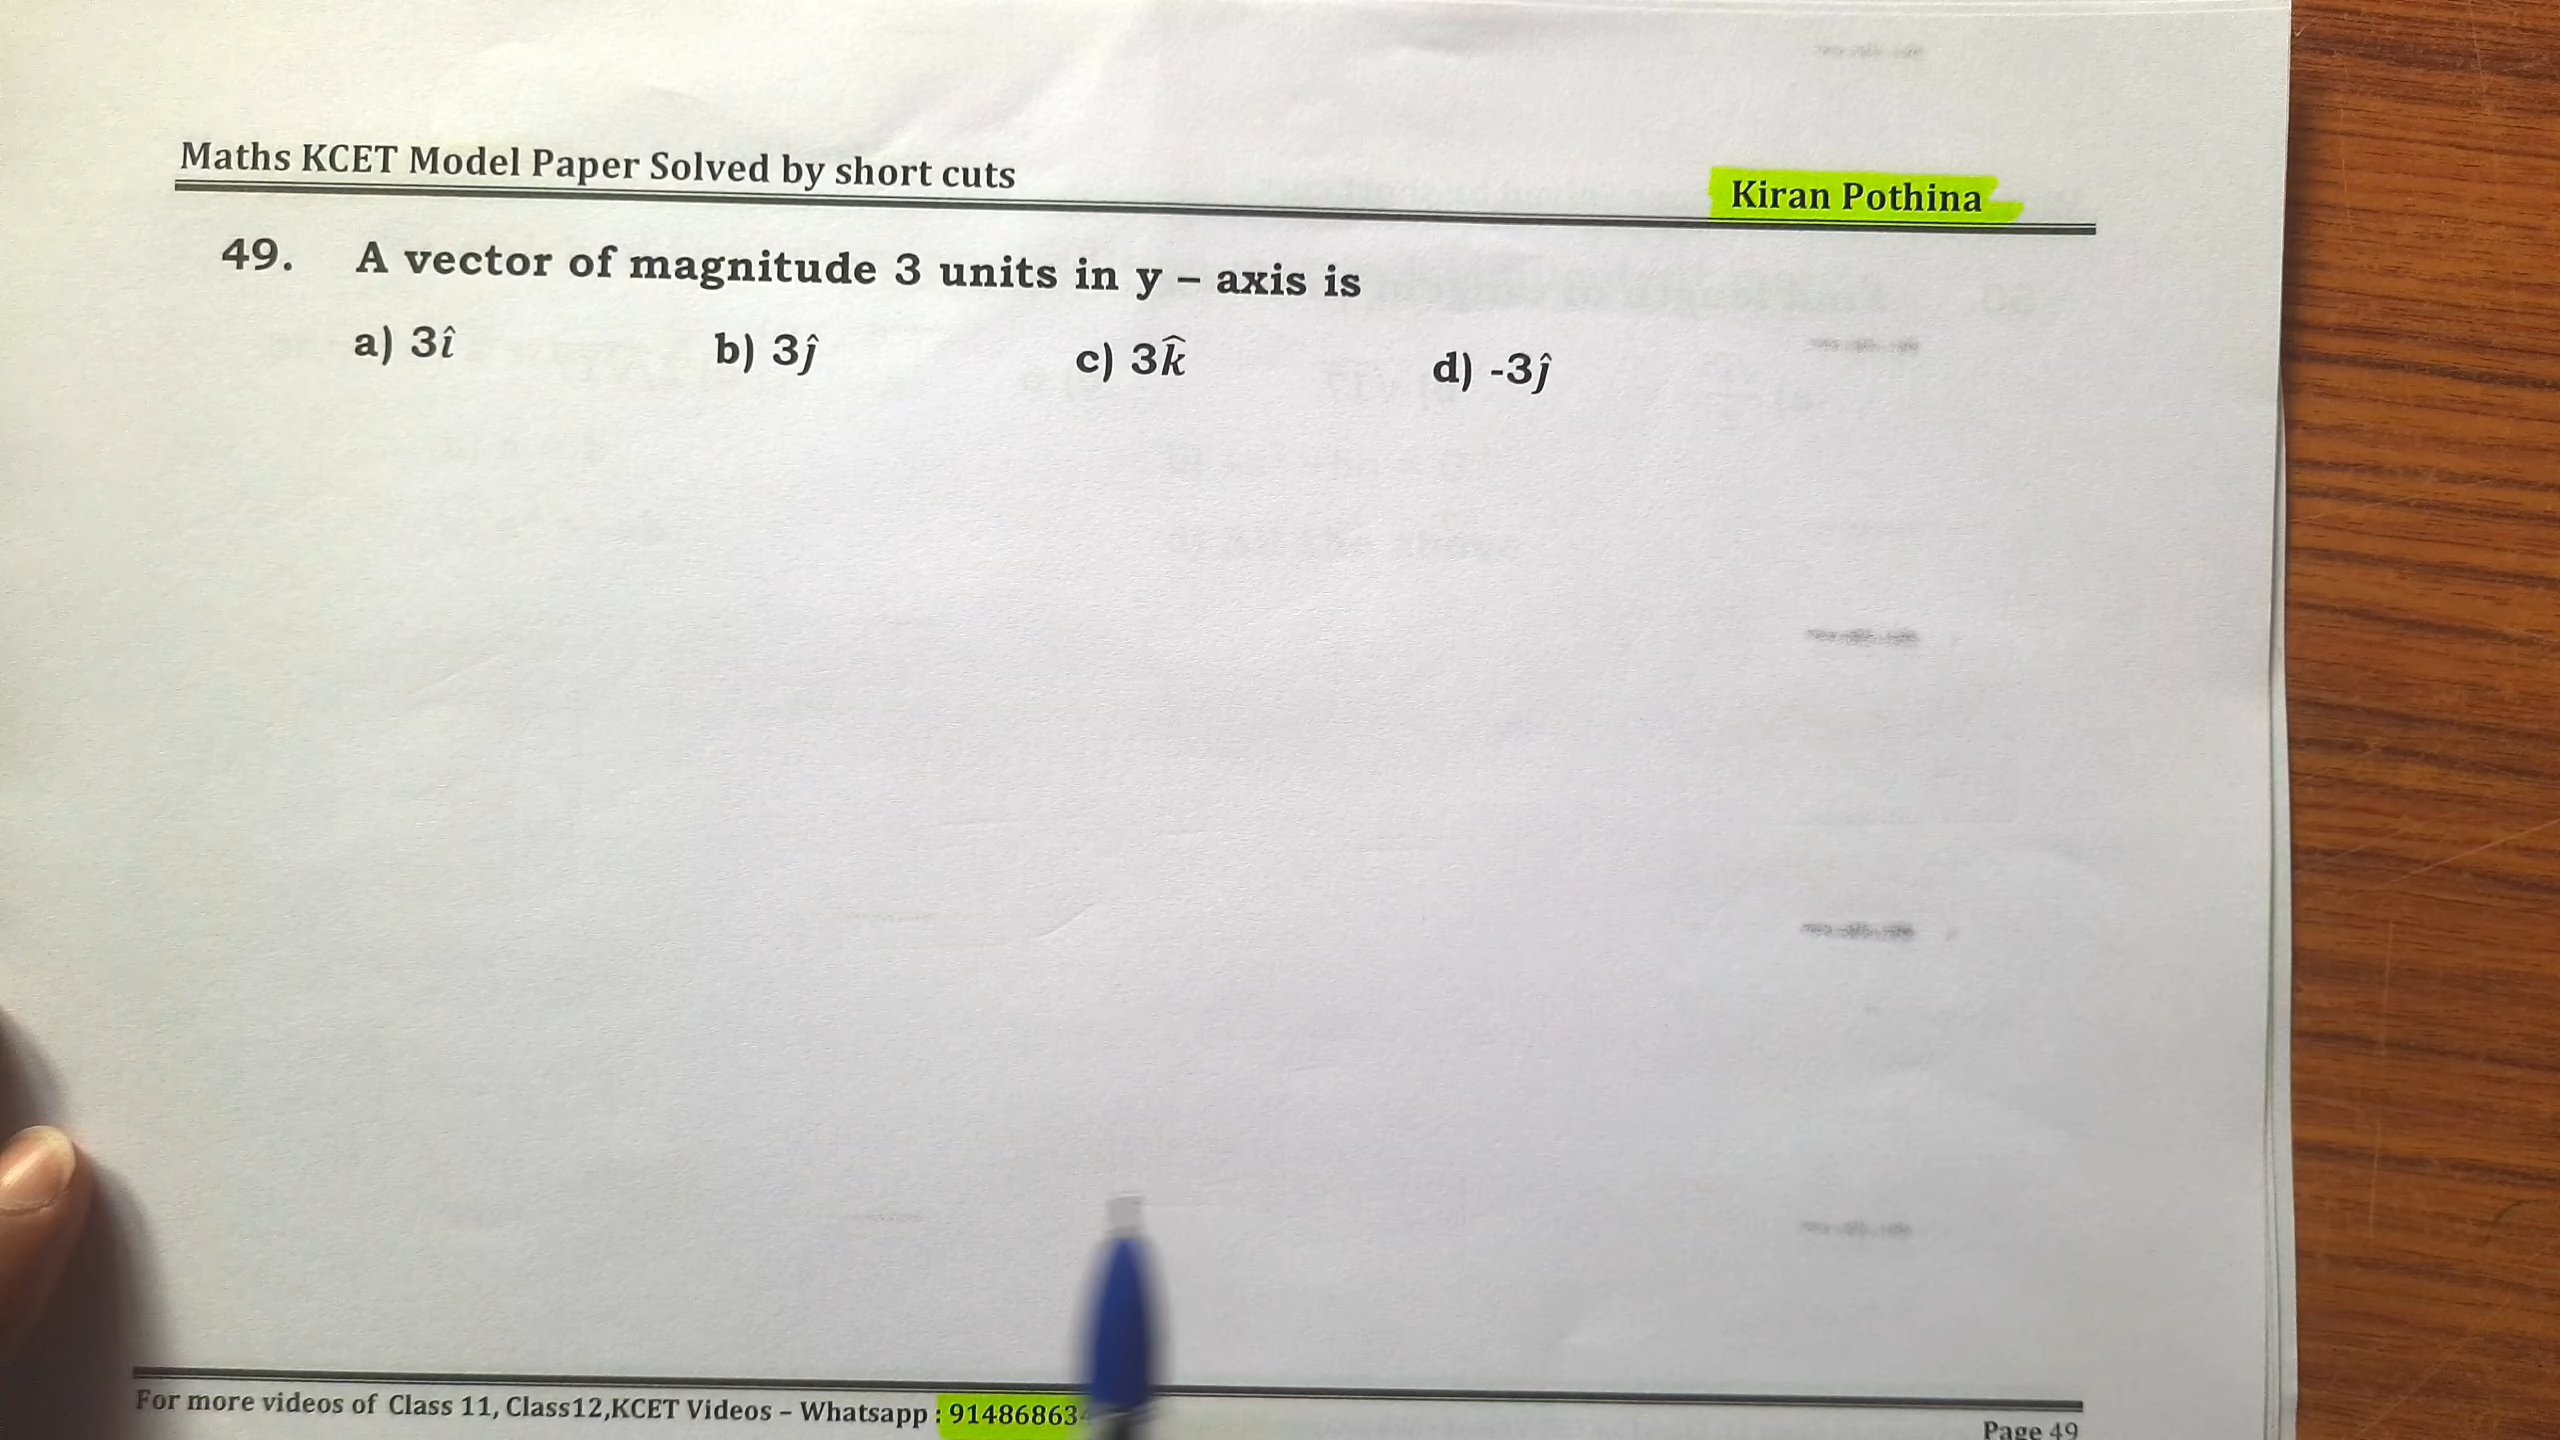 Maths KCET Model Paper Solved by short cuts
Kiran Pothina
49. A vector of magnitude 3 units in y – axis is
a) 3î b) 3ĵ c) 3k̂ d) -3ĵ
For more videos of Class 11, Class12,KCET Videos – Whatsapp : 91486863
Page 49